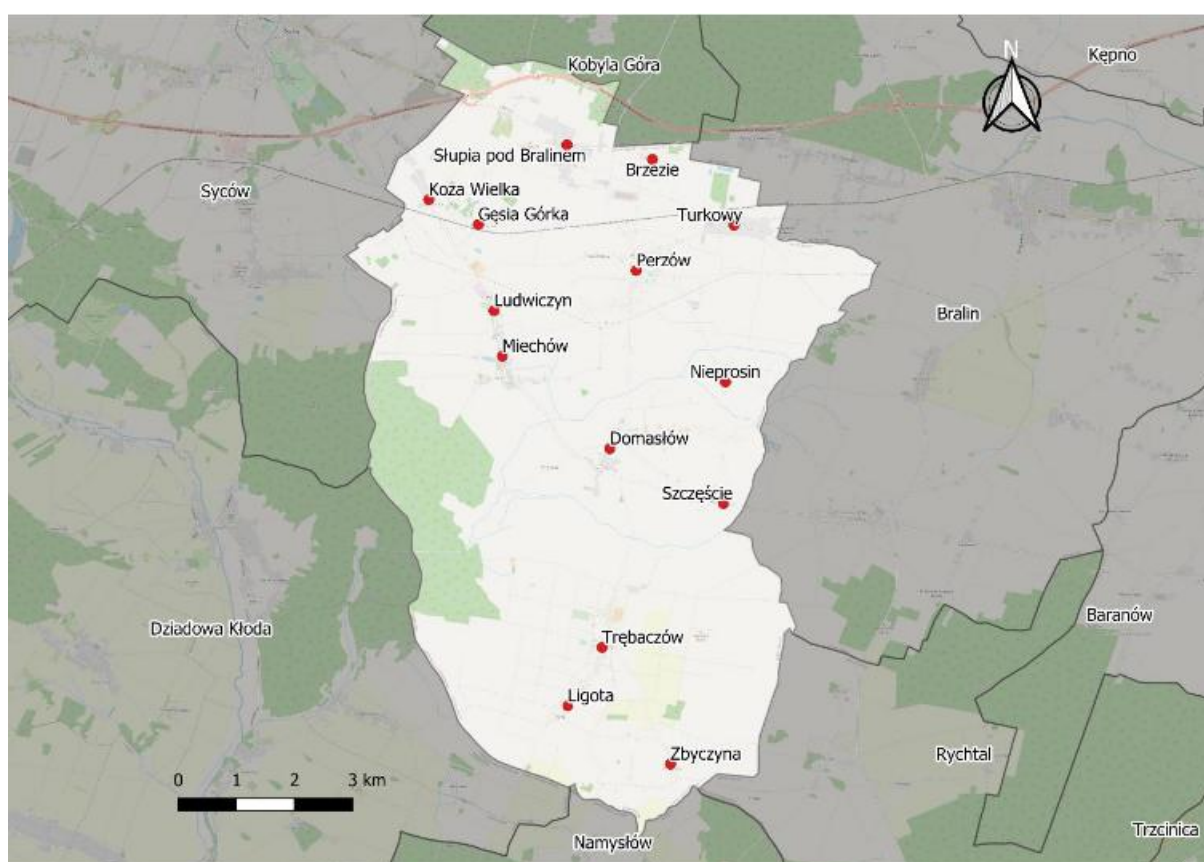 N
Kobyla Góra
Kępno
Słupia pod Bralinem
Brzezie
Syców
Koza Wielka
Gęsia Górka
Turkowy
Perzów
Ludwiczyn
Bralin
Miechów
Nieprosin
Domasłów
Szczęście
Baranów
Dziadowa Kłoda
Trębaczów
Ligota
Zbyczyna
Rychtal
0 1 2 3 km
Namysłów
Trzcinica